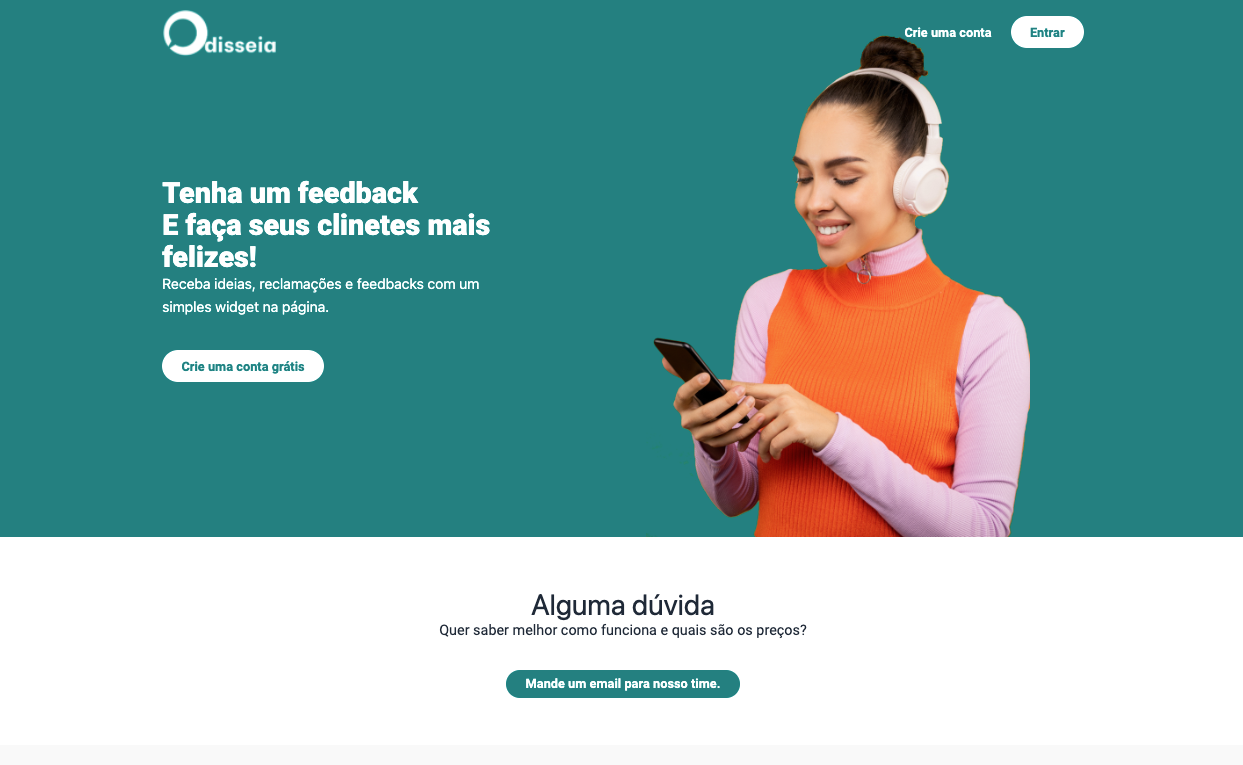 Odisseia
Crie uma conta
Entrar
Tenha um feedback
E faça seus clinetes mais
felizes!
Receba ideias, reclamações e feedbacks com um
simples widget na página.
Crie uma conta grátis
Alguma dúvida
Quer saber melhor como funciona e quais são os preços?
Mande um email para nosso time.